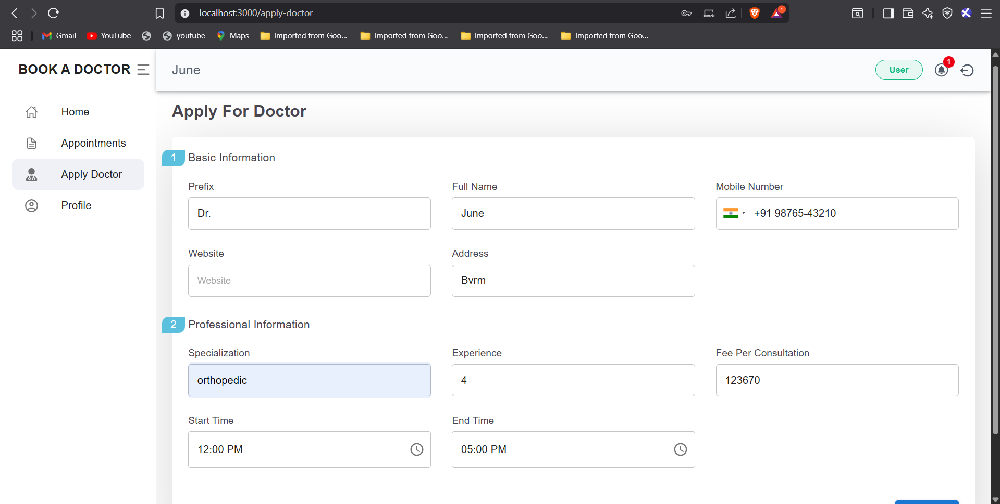 localhost:3000/apply-doctor
1
Gmail YouTube youtube Maps Imported from Goo... Imported from Goo... Imported from Goo... Imported from Goo...
BOOK A DOCTOR
June
User
1
Home
Appointments
Apply Doctor
Profile
Apply For Doctor
1 Basic Information
Prefix Full Name Mobile Number
Dr. June +91 98765-43210
Website Address
Website Bvrm
2 Professional Information
Specialization Experience Fee Per Consultation
orthopedic 4 123670
Start Time End Time
12:00 PM 05:00 PM